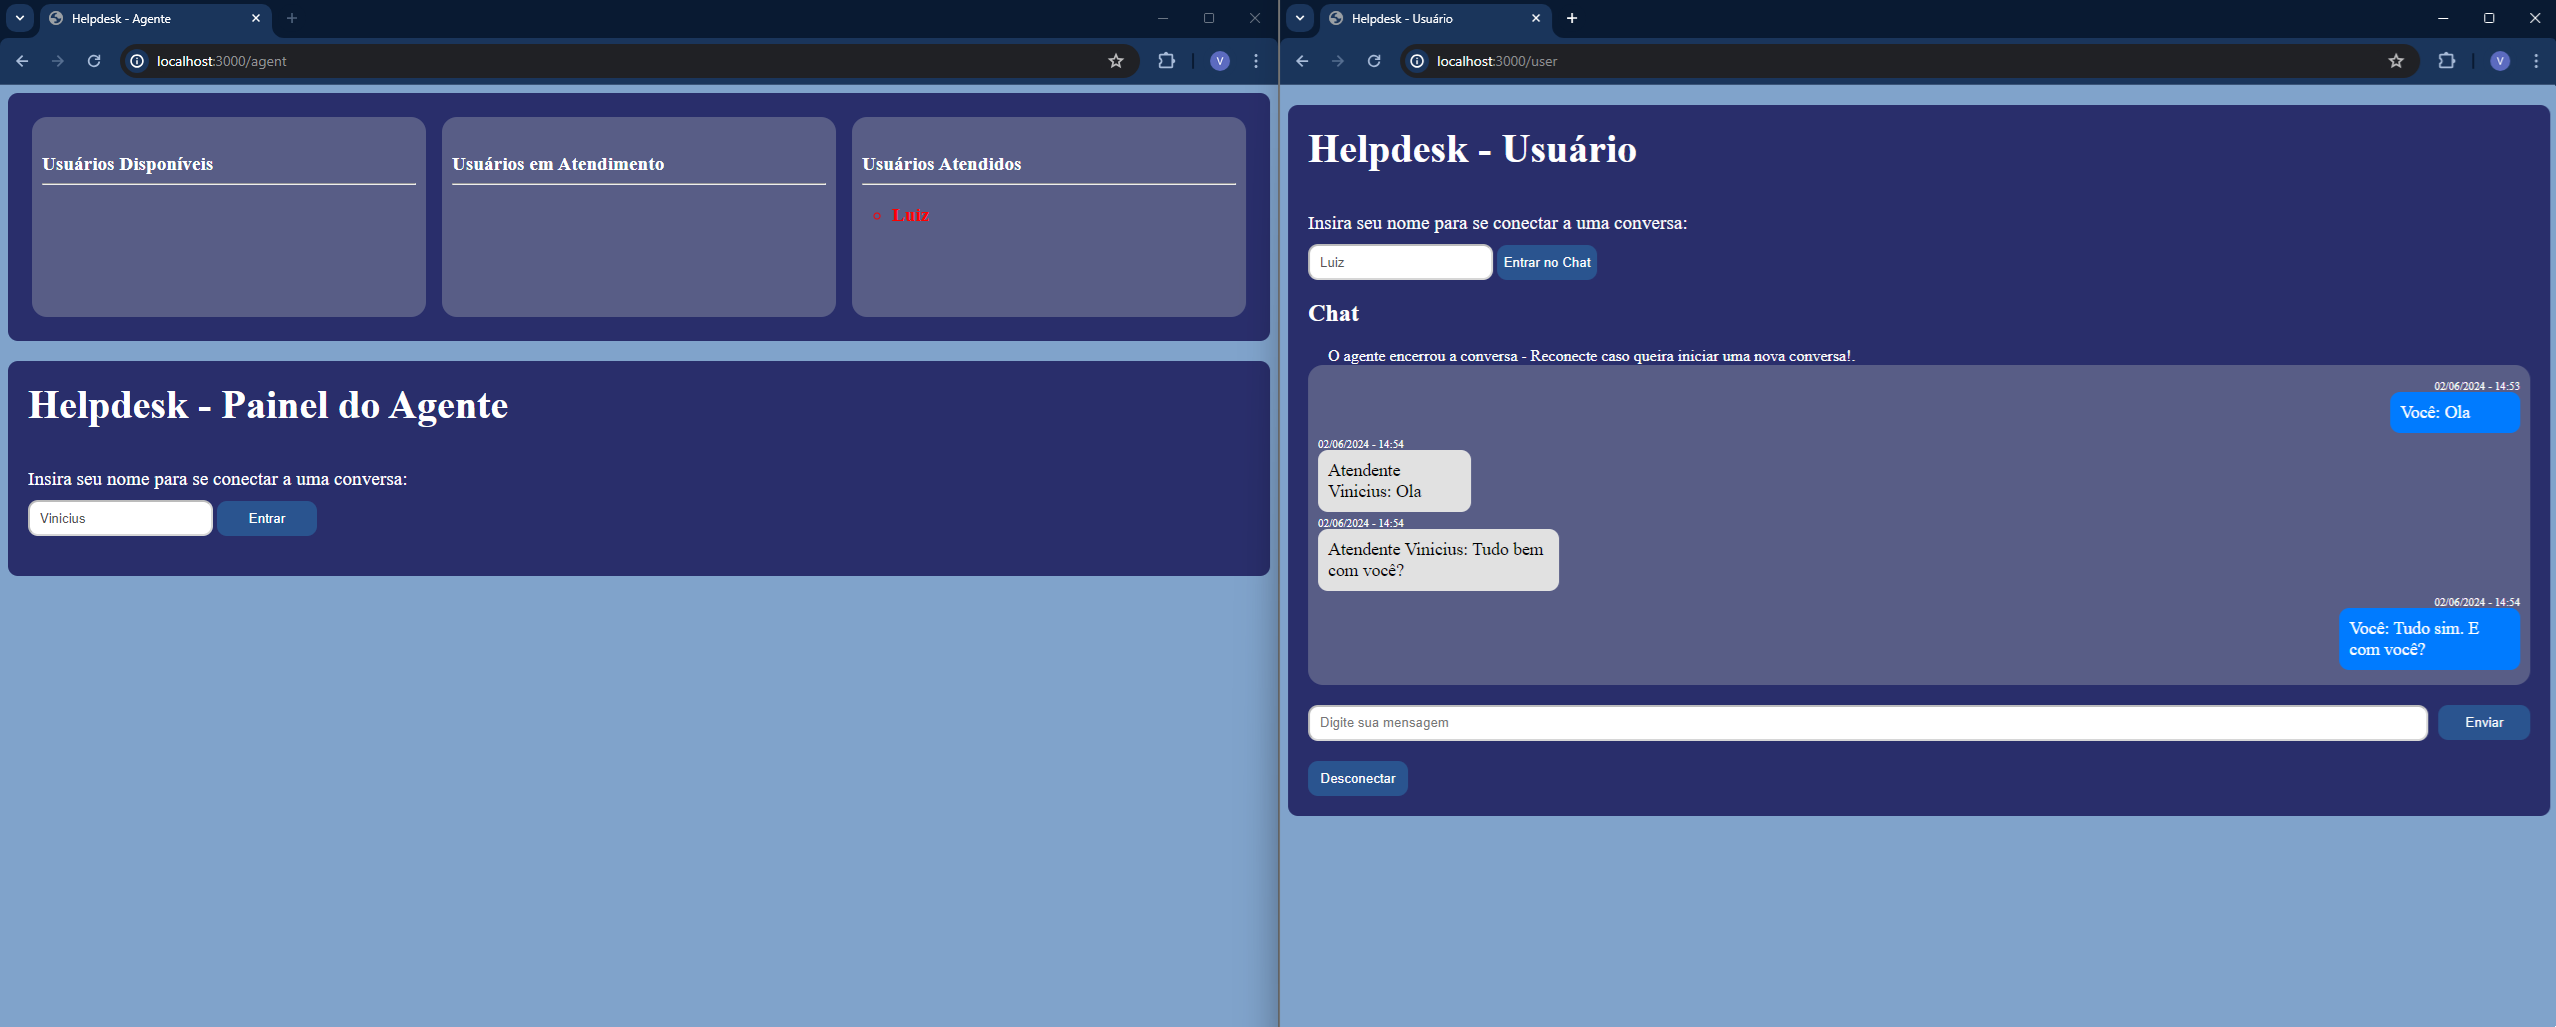 Helpdesk - Agente
localhost:3000/agent
V
Usuários Disponíveis
Usuários em Atendimento
Usuários Atendidos
Luiz
Helpdesk - Painel do Agente
Insira seu nome para se conectar a uma conversa:
Vinicius
Entrar
Helpdesk - Usuário
localhost:3000/user
V
Helpdesk - Usuário
Insira seu nome para se conectar a uma conversa:
Luiz
Entrar no Chat
Chat
O agente encerrou a conversa - Reconecte caso queira iniciar uma nova conversa!.
02/06/2024 - 14:53
Você: Ola
02/06/2024 - 14:54
Atendente
Vinicius: Ola
02/06/2024 - 14:54
Atendente Vinicius: Tudo bem
com você?
02/06/2024 - 14:54
Você: Tudo sim. E
com você?
Digite sua mensagem
Enviar
Desconectar